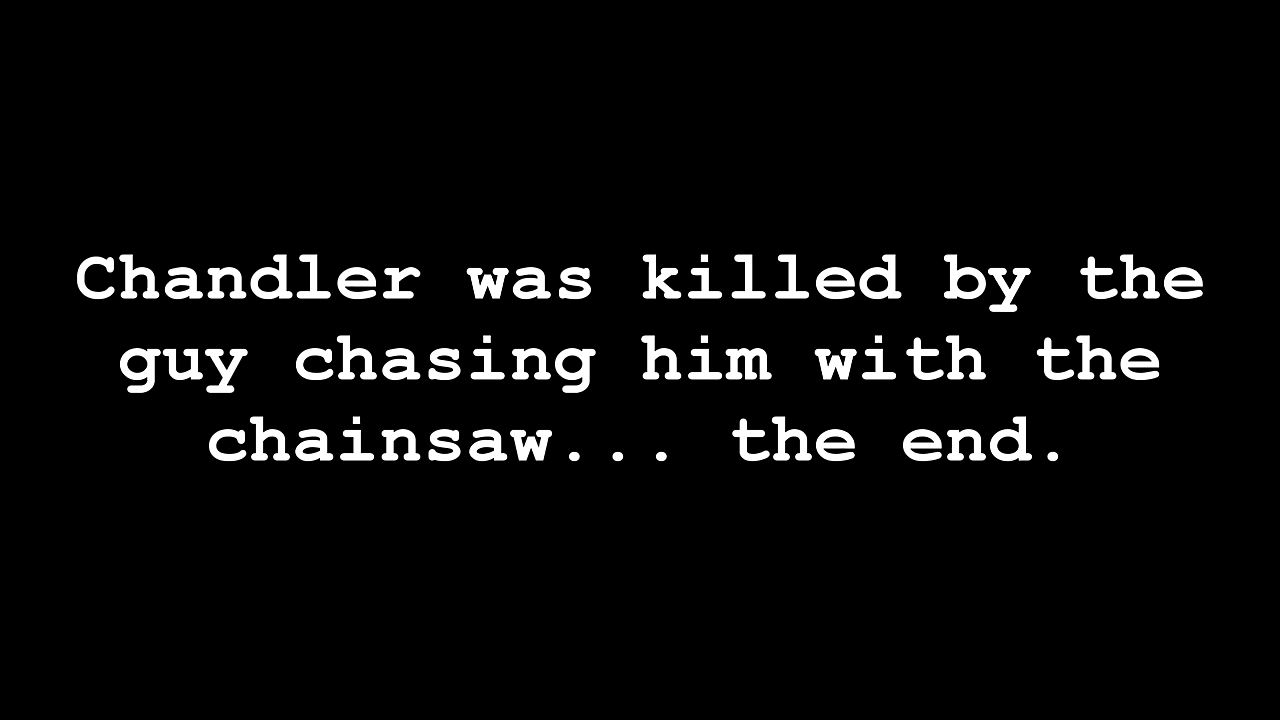 Chandler was killed by the
guy chasing him with the
chainsaw... the end.